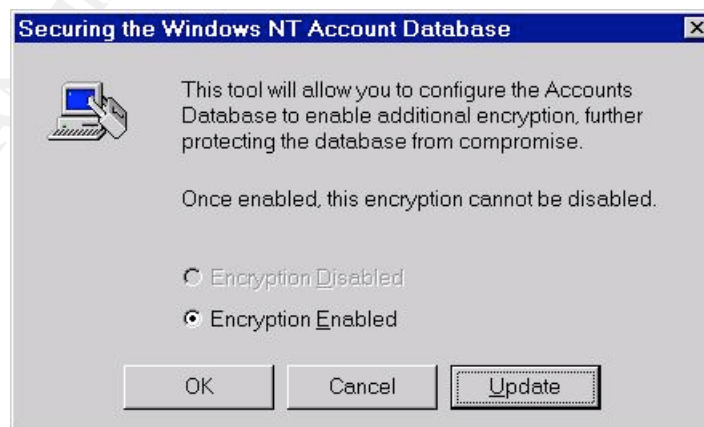 Securing the Windows NT Account Database
This tool will allow you to configure the Accounts
Database to enable additional encryption, further
protecting the database from compromise.
Once enabled, this encryption cannot be disabled.
Encryption Disabled
Encryption Enabled
OK
Cancel
Update